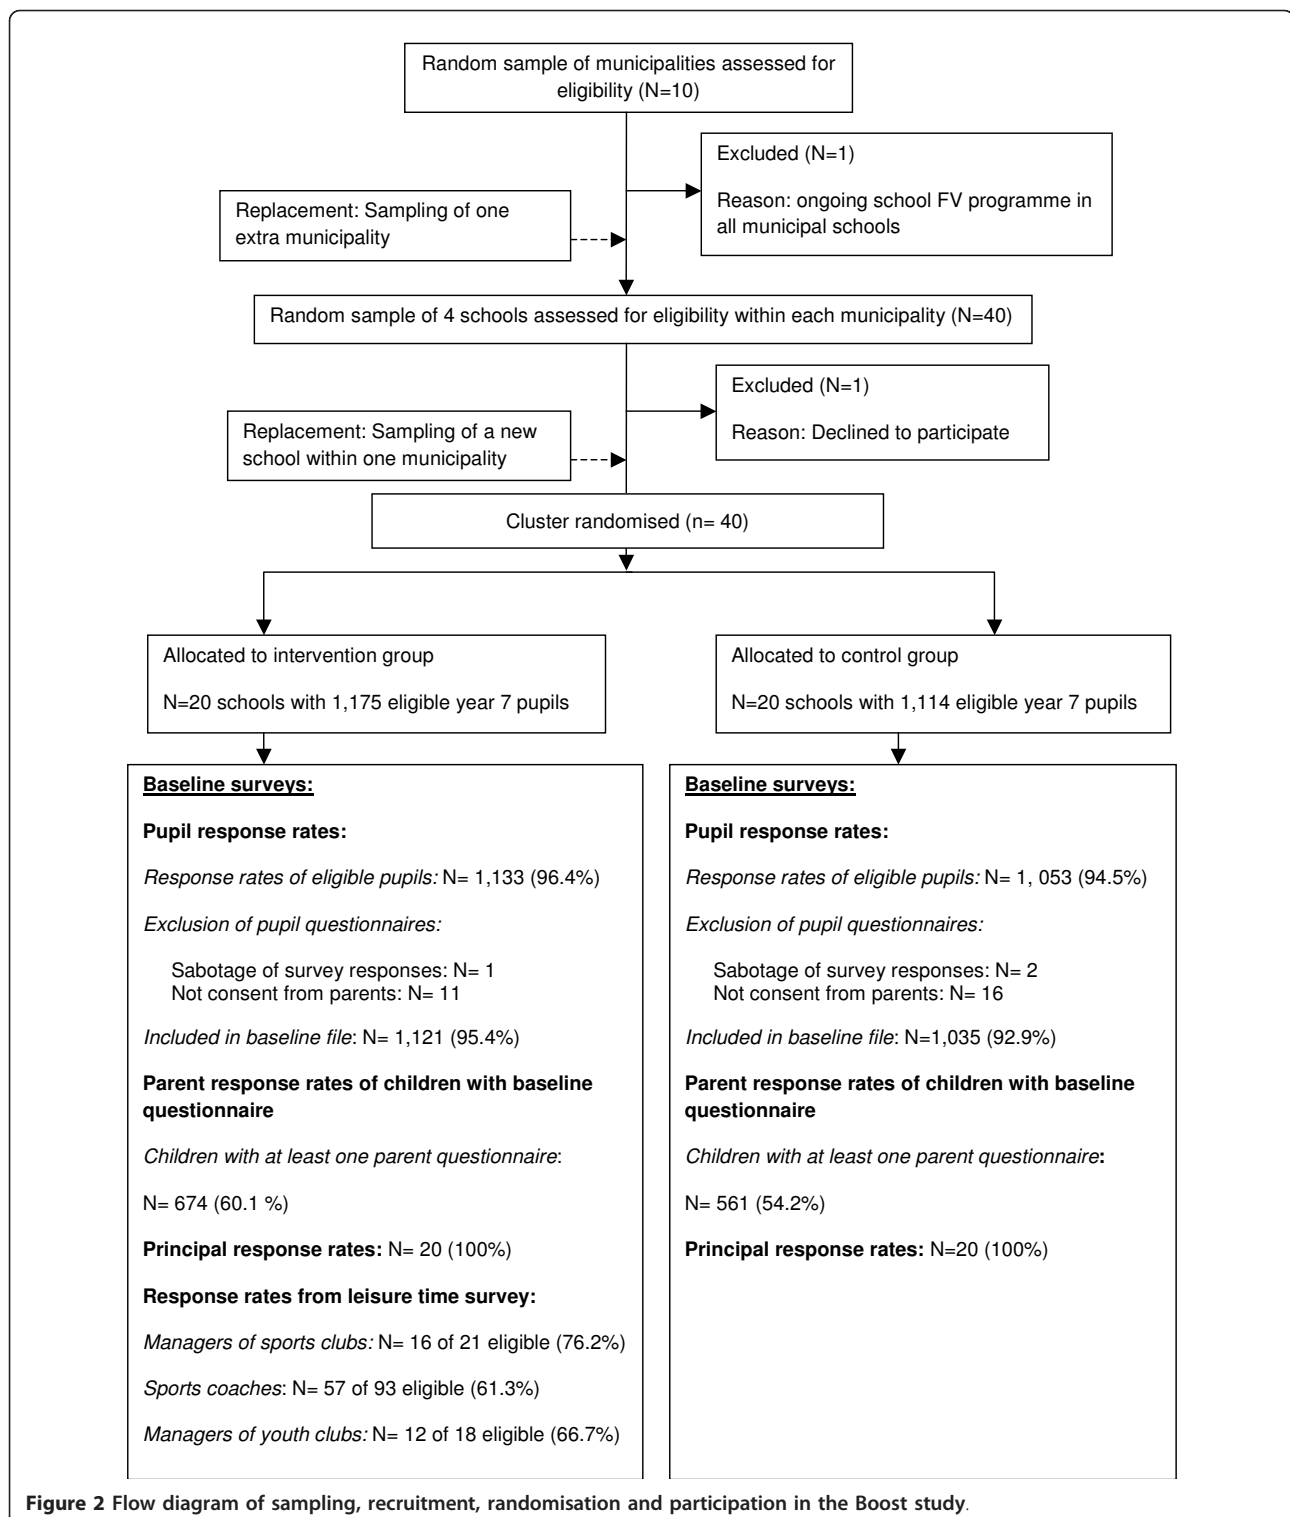 Random sample of municipalities assessed for
eligibility (N=10)
Excluded (N=1)
Reason: ongoing school FV programme in
all municipal schools
Replacement: Sampling of one
extra municipality
Random sample of 4 schools assessed for eligibility within each municipality (N=40)
Excluded (N=1)
Reason: Declined to participate
Replacement: Sampling of a new
school within one municipality
Cluster randomised (n= 40)
Allocated to intervention group
N=20 schools with 1,175 eligible year 7 pupils
Allocated to control group
N=20 schools with 1,114 eligible year 7 pupils
Baseline surveys:
Pupil response rates:
Response rates of eligible pupils: N= 1,133 (96.4%)
Exclusion of pupil questionnaires:
Sabotage of survey responses: N= 1
Not consent from parents: N= 11
Included in baseline file: N= 1,121 (95.4%)
Parent response rates of children with baseline
questionnaire
Children with at least one parent questionnaire:
N= 674 (60.1 %)
Principal response rates: N= 20 (100%)
Response rates from leisure time survey:
Managers of sports clubs: N= 16 of 21 eligible (76.2%)
Sports coaches: N= 57 of 93 eligible (61.3%)
Managers of youth clubs: N= 12 of 18 eligible (66.7%)
Baseline surveys:
Pupil response rates:
Response rates of eligible pupils: N= 1, 053 (94.5%)
Exclusion of pupil questionnaires:
Sabotage of survey responses: N= 2
Not consent from parents: N= 16
Included in baseline file: N=1,035 (92.9%)
Parent response rates of children with baseline
questionnaire
Children with at least one parent questionnaire:
N= 561 (54.2%)
Principal response rates: N=20 (100%)
Figure 2 Flow diagram of sampling, recruitment, randomisation and participation in the Boost study.